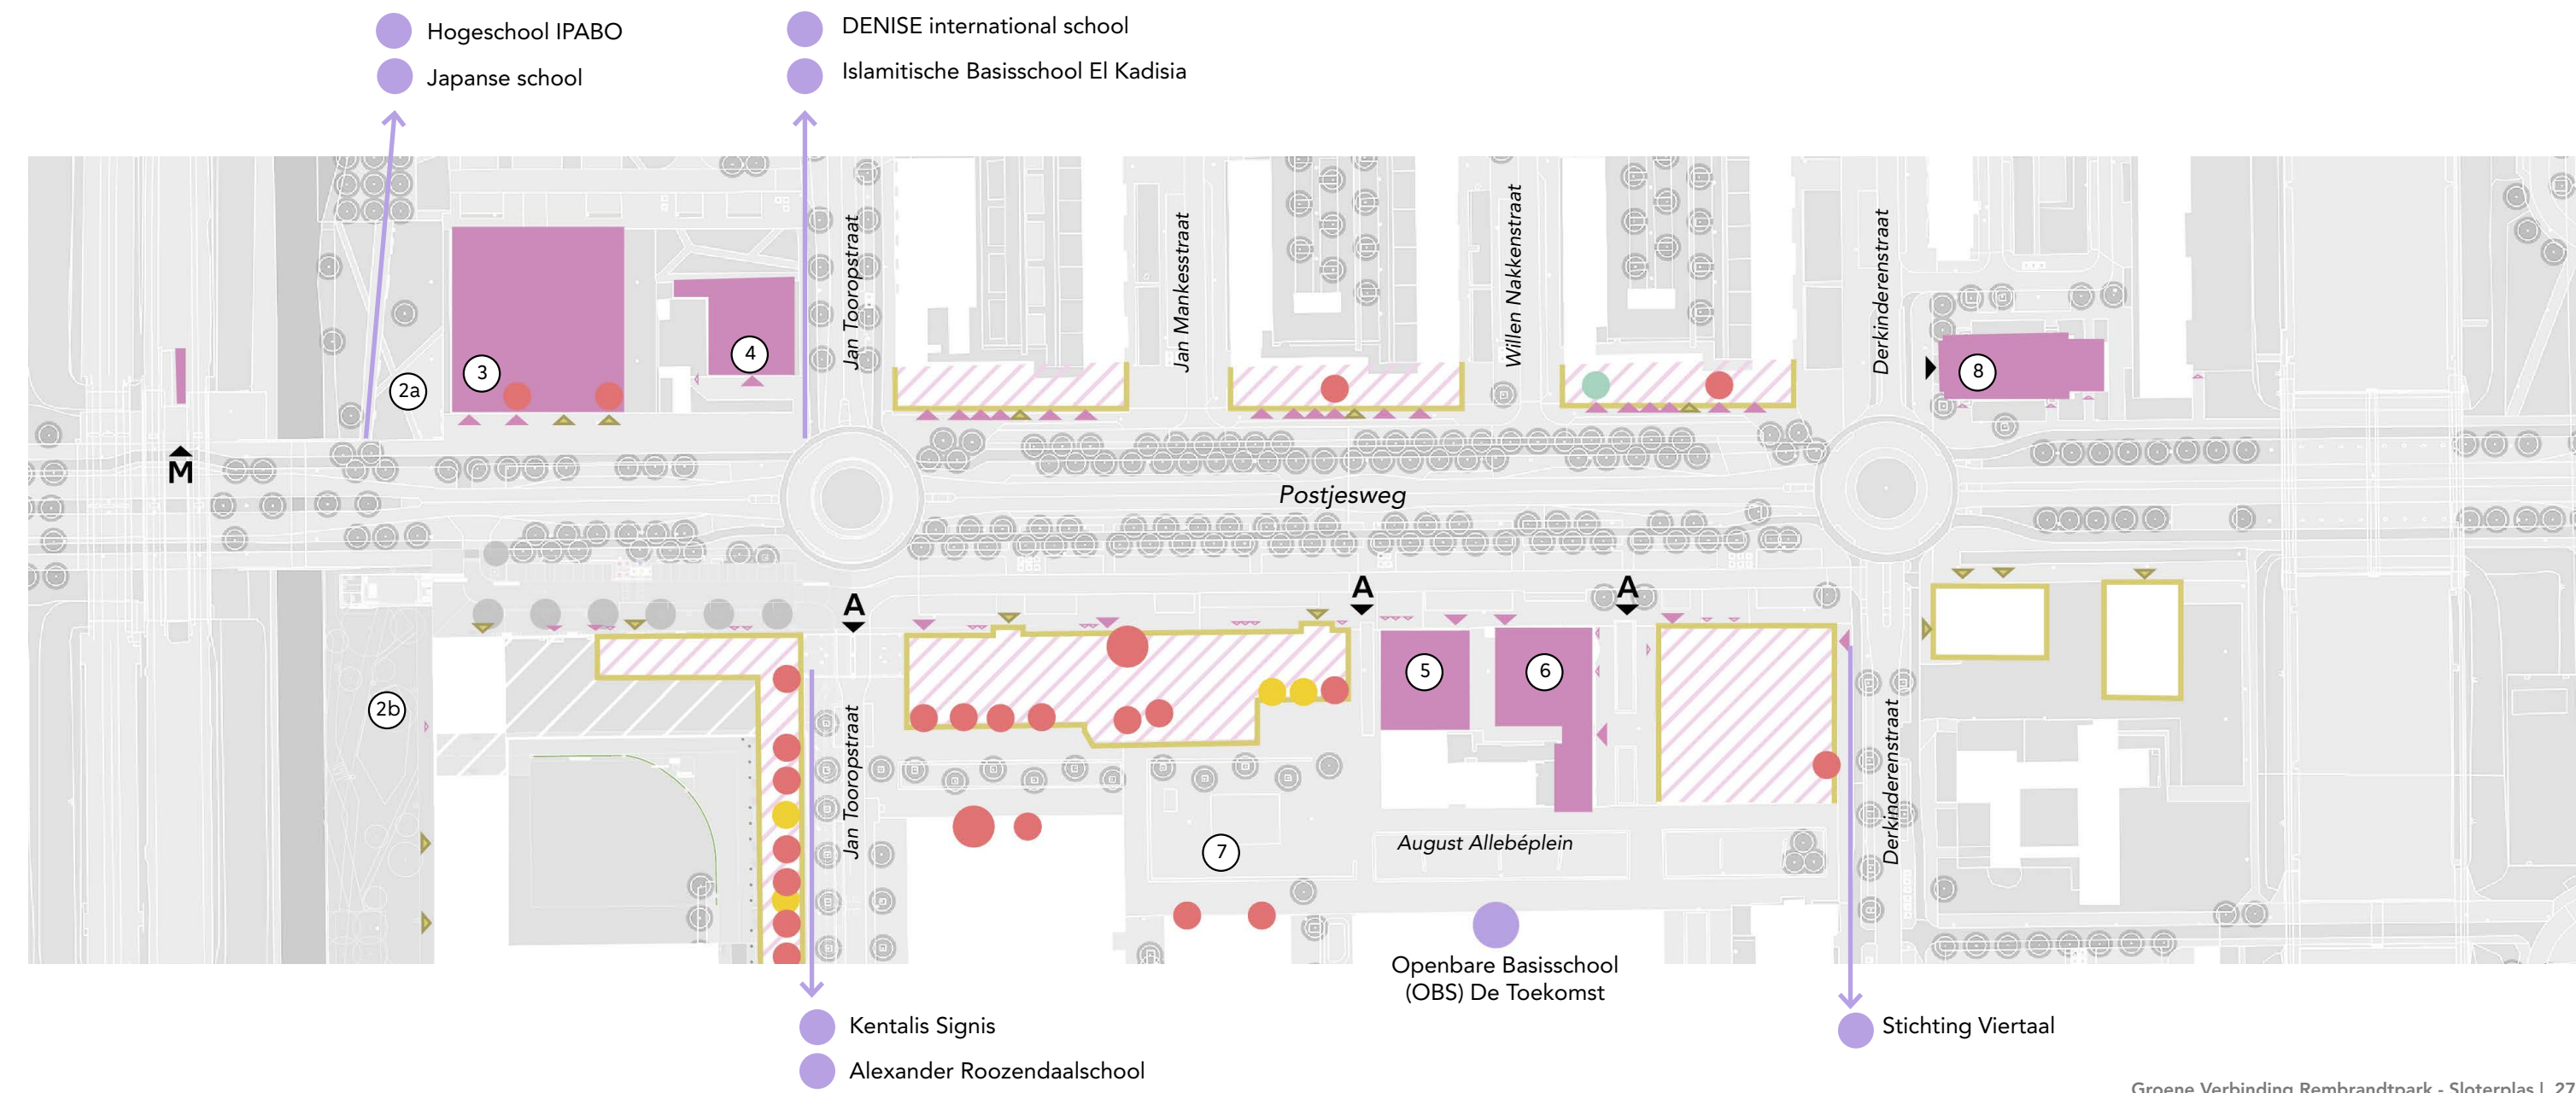 Hogeschool IPABO
Japanse school
DENISE international school
Islamitische Basisschool El Kadisia
Jan Tooropstraat
Jan Mankesstraat
Willen Nakkenstraat
Derkinderenstraat
3
4
2a
8
M
Postjesweg
A
A
A
2b
5
6
7
Jan Tooropstraat
August Allebéplein
Derkinderenstraat
Openbare Basisschool
(OBS) De Toekomst
Kentalis Signis
Alexander Roozendaalschool
Stichting Viertaal
Groene Verbinding Rembrandtpark - Sloterplas | 27